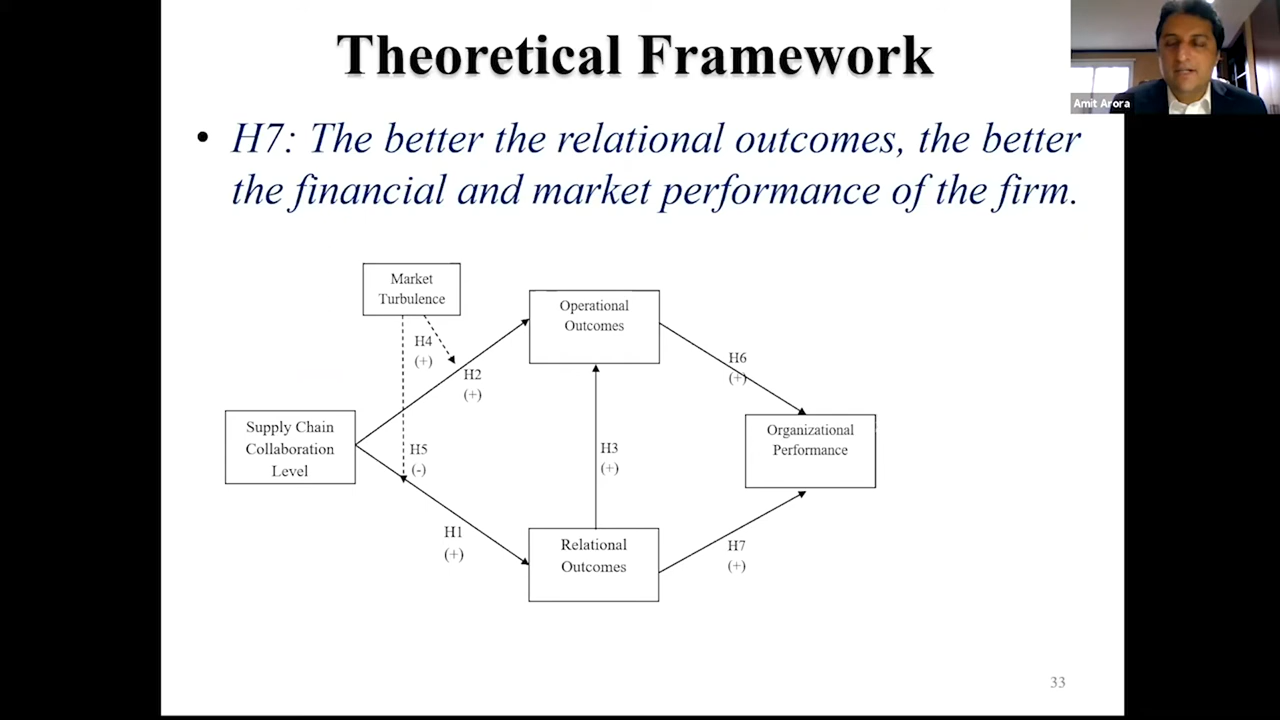 Theoretical Framework
Amit Arora
• H7: The better the relational outcomes, the better
the financial and market performance of the firm.
Market
Turbulence
Operational
Outcomes
H4
(+)
H2
(+)
H6
(+)
Supply Chain
Collaboration
Level
H5
(-)
H3
(+)
Organizational
Performance
H1
(+)
Relational
Outcomes
H7
(+)
33